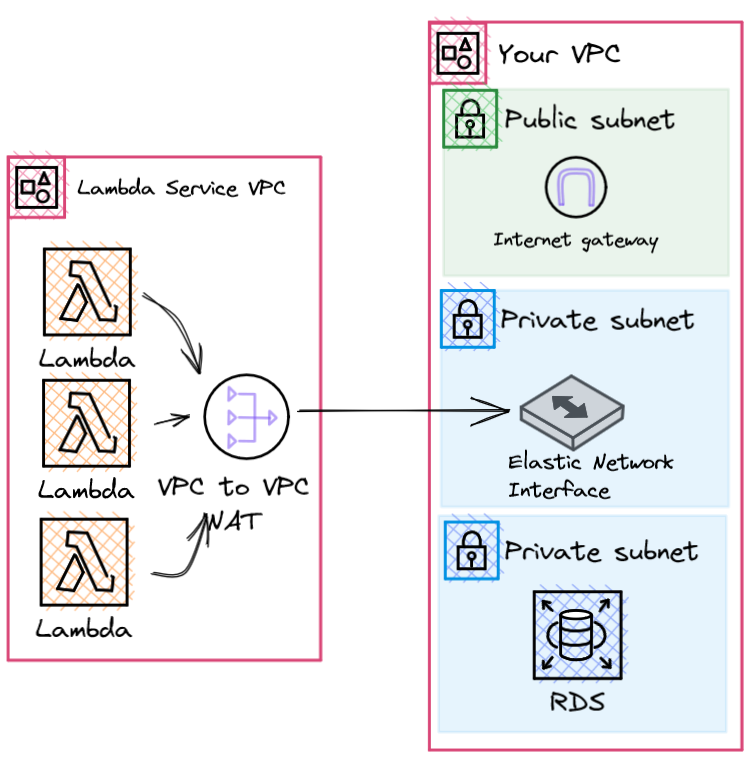 Lambda Service VPC
Lambda
Lambda
Lambda
VPC to VPC
NAT
Your VPC
Public subnet
Internet gateway
Private subnet
Elastic Network
Interface
Private subnet
RDS